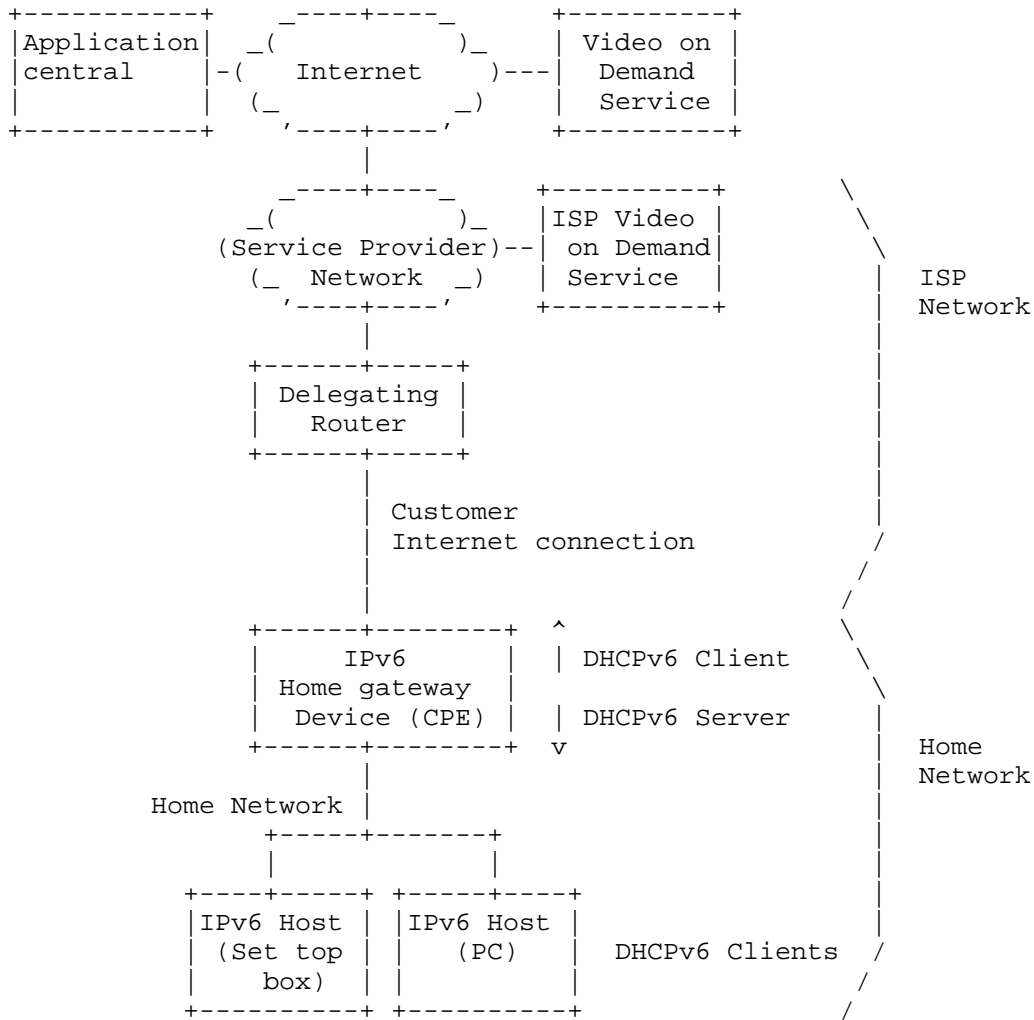 Application
central
Internet
Video on
Demand
Service
Service Provider
Network
ISP Video
on Demand
Service
ISP
Network
Delegating
Router
Customer
Internet connection
IPv6
Home gateway
Device (CPE)
DHCPv6 Client
DHCPv6 Server
Home
Network
Home Network
IPv6 Host
(Set top
box)
IPv6 Host
(PC)
DHCPv6 Clients